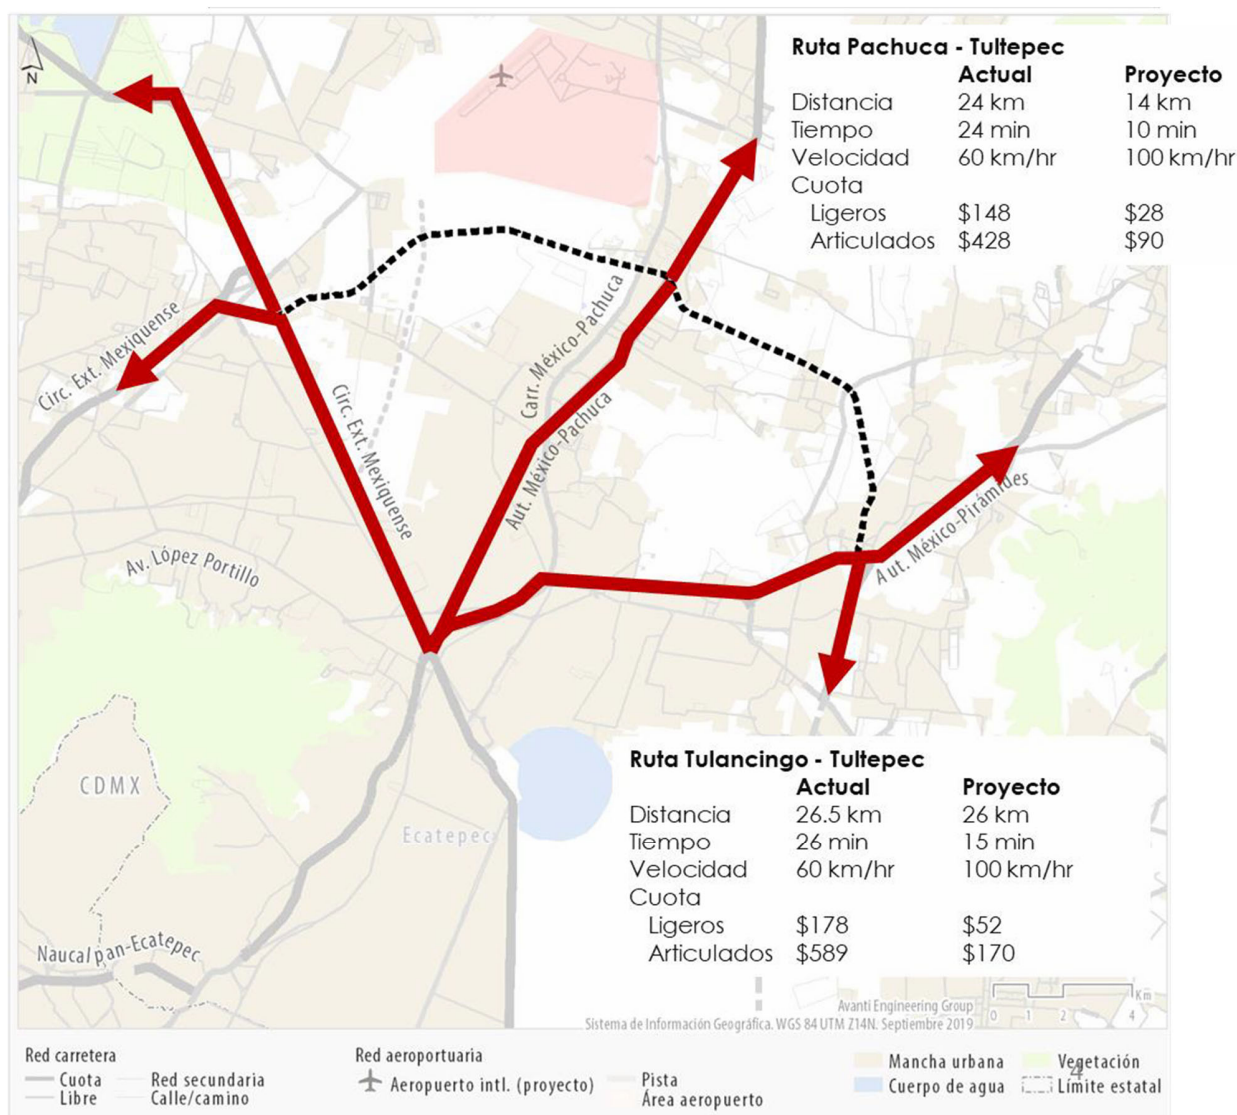 Ruta Pachuca - Tultepec
Actual Proyecto
Distancia 24 km 14 km
Tiempo 24 min 10 min
Velocidad 60 km/hr 100 km/hr
Cuota
Ligeros $148 $28
Articulados $428 $90
N
Circ. Ext. Mexiquense
Circ. Ext. Mexiquense
Carr. México-Pachuca
Aut. México-Pachuca
Aut. México-Pirámides
Av. López Portillo
CDMX
Ecatepec
Naucalpan-Ecatepec
Ruta Tulancingo - Tultepec
Actual Proyecto
Distancia 26.5 km 26 km
Tiempo 26 min 15 min
Velocidad 60 km/hr 100 km/hr
Cuota
Ligeros $178 $52
Articulados $589 $170
Avanti Engineering Group
Sistema de Información Geográfica. WGS 84 UTM Z14N. Septiembre 2019
Km
0 1 2 4
Red carretera
Cuota
Libre
Red secundaria
Calle/camino
Red aeroportuaria
Aeropuerto intl. (proyecto)
Pista
Área aeropuerto
Mancha urbana
Cuerpo de agua
Vegetación
Límite estatal
4